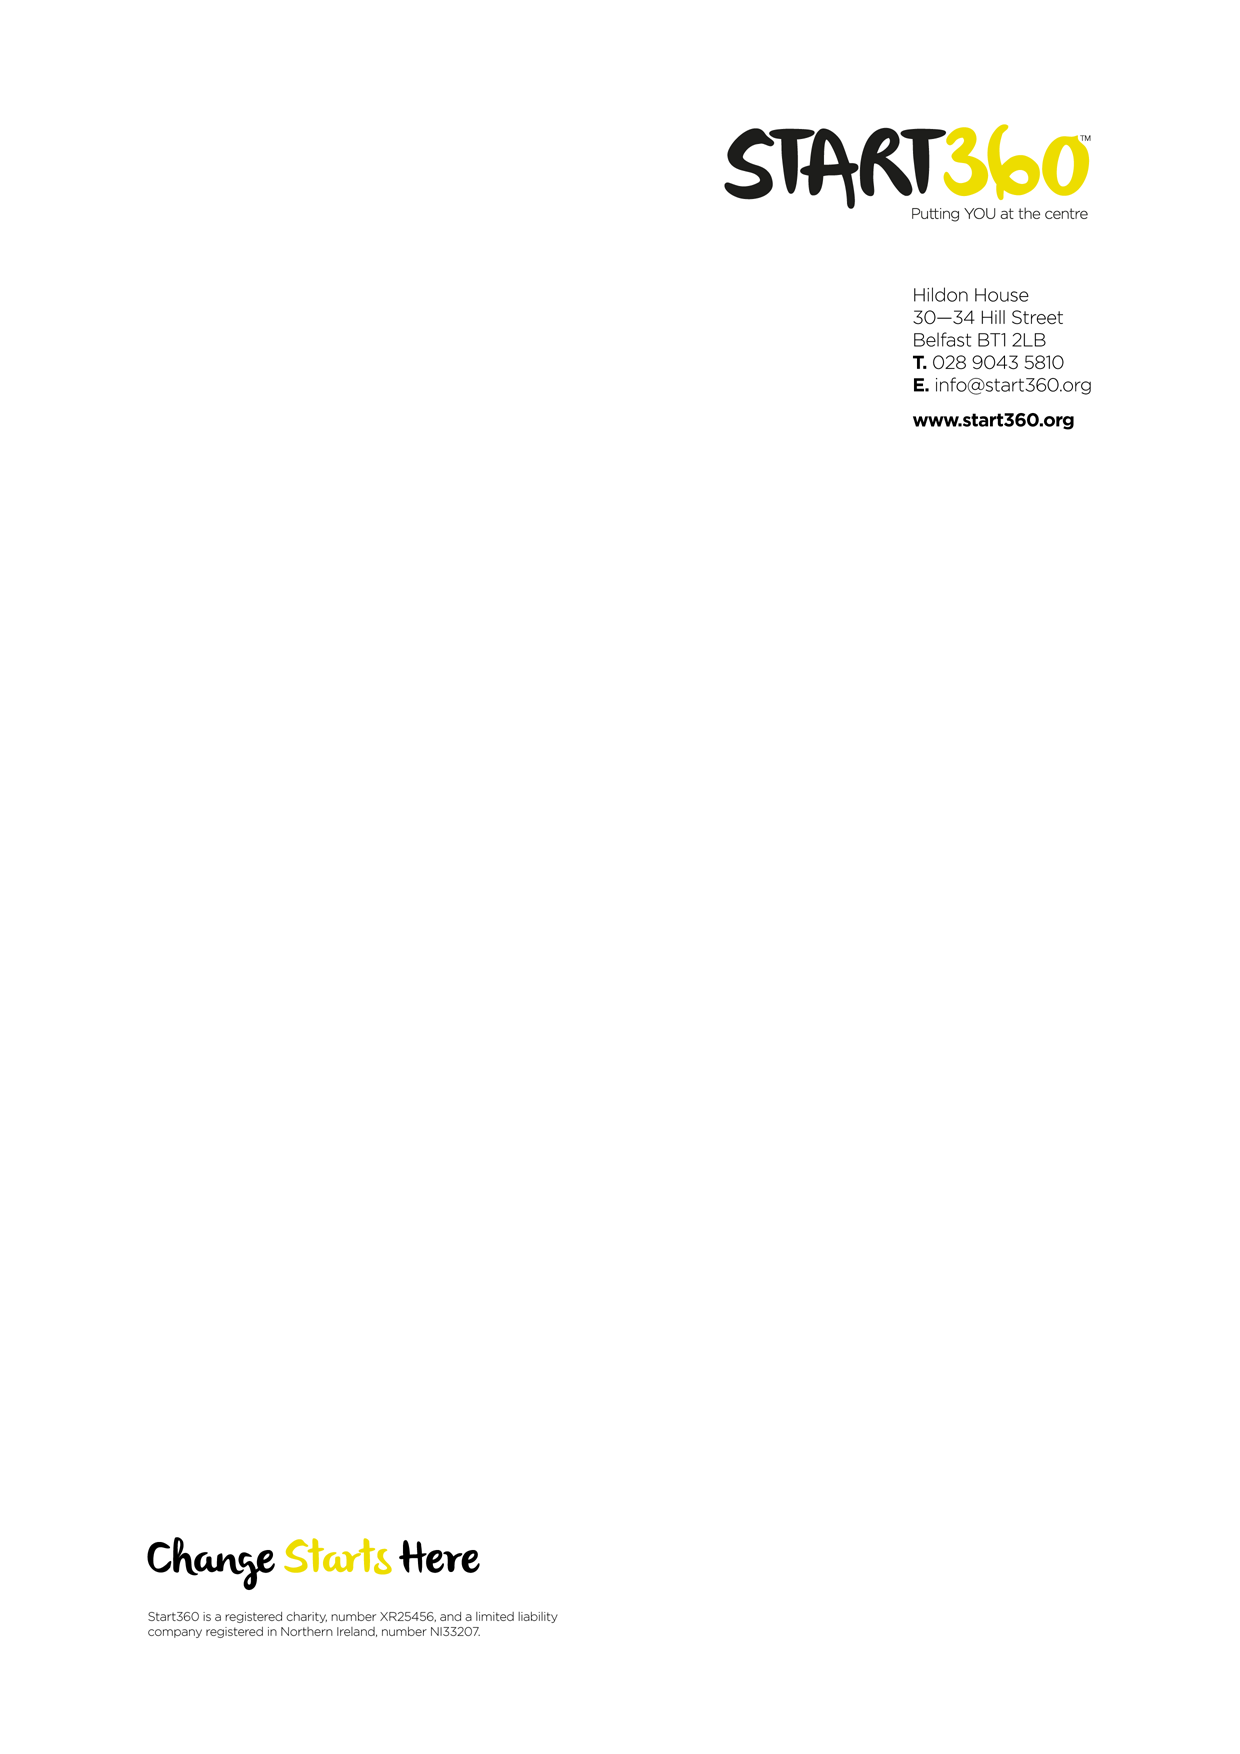 START360™
Putting YOU at the centre
Hildon House
30—34 Hill Street
Belfast BT1 2LB
T. 028 9043 5810
E. info@start360.org
www.start360.org
Change Starts Here
Start360 is a registered charity, number XR25456, and a limited liability
company registered in Northern Ireland, number NI33207.